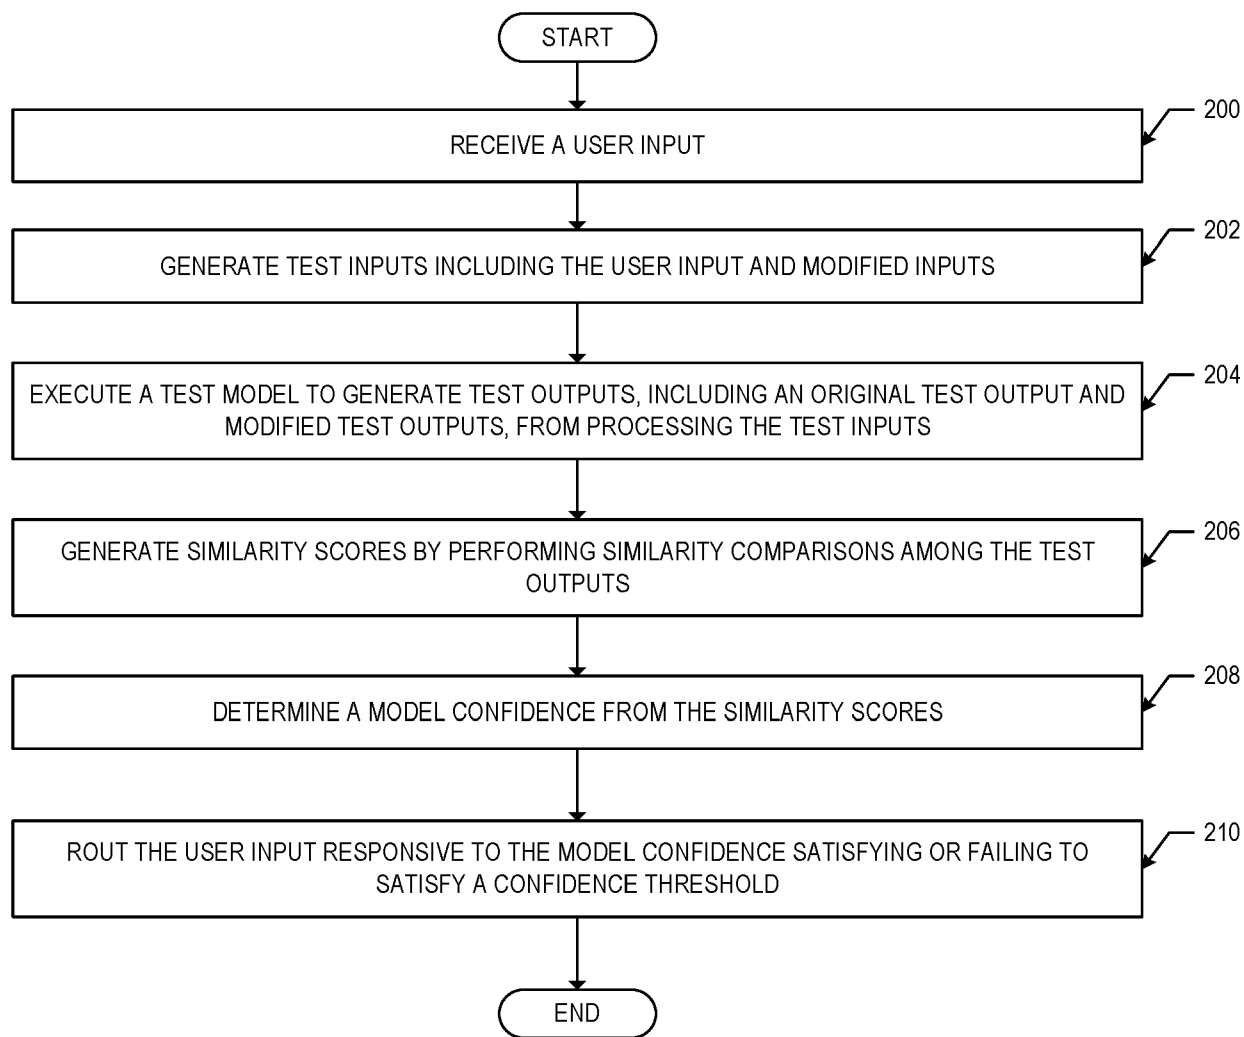 START
200
RECEIVE A USER INPUT
202
GENERATE TEST INPUTS INCLUDING THE USER INPUT AND MODIFIED INPUTS
204
EXECUTE A TEST MODEL TO GENERATE TEST OUTPUTS, INCLUDING AN ORIGINAL TEST OUTPUT AND
MODIFIED TEST OUTPUTS, FROM PROCESSING THE TEST INPUTS
206
GENERATE SIMILARITY SCORES BY PERFORMING SIMILARITY COMPARISONS AMONG THE TEST
OUTPUTS
208
DETERMINE A MODEL CONFIDENCE FROM THE SIMILARITY SCORES
210
ROUT THE USER INPUT RESPONSIVE TO THE MODEL CONFIDENCE SATISFYING OR FAILING TO
SATISFY A CONFIDENCE THRESHOLD
END